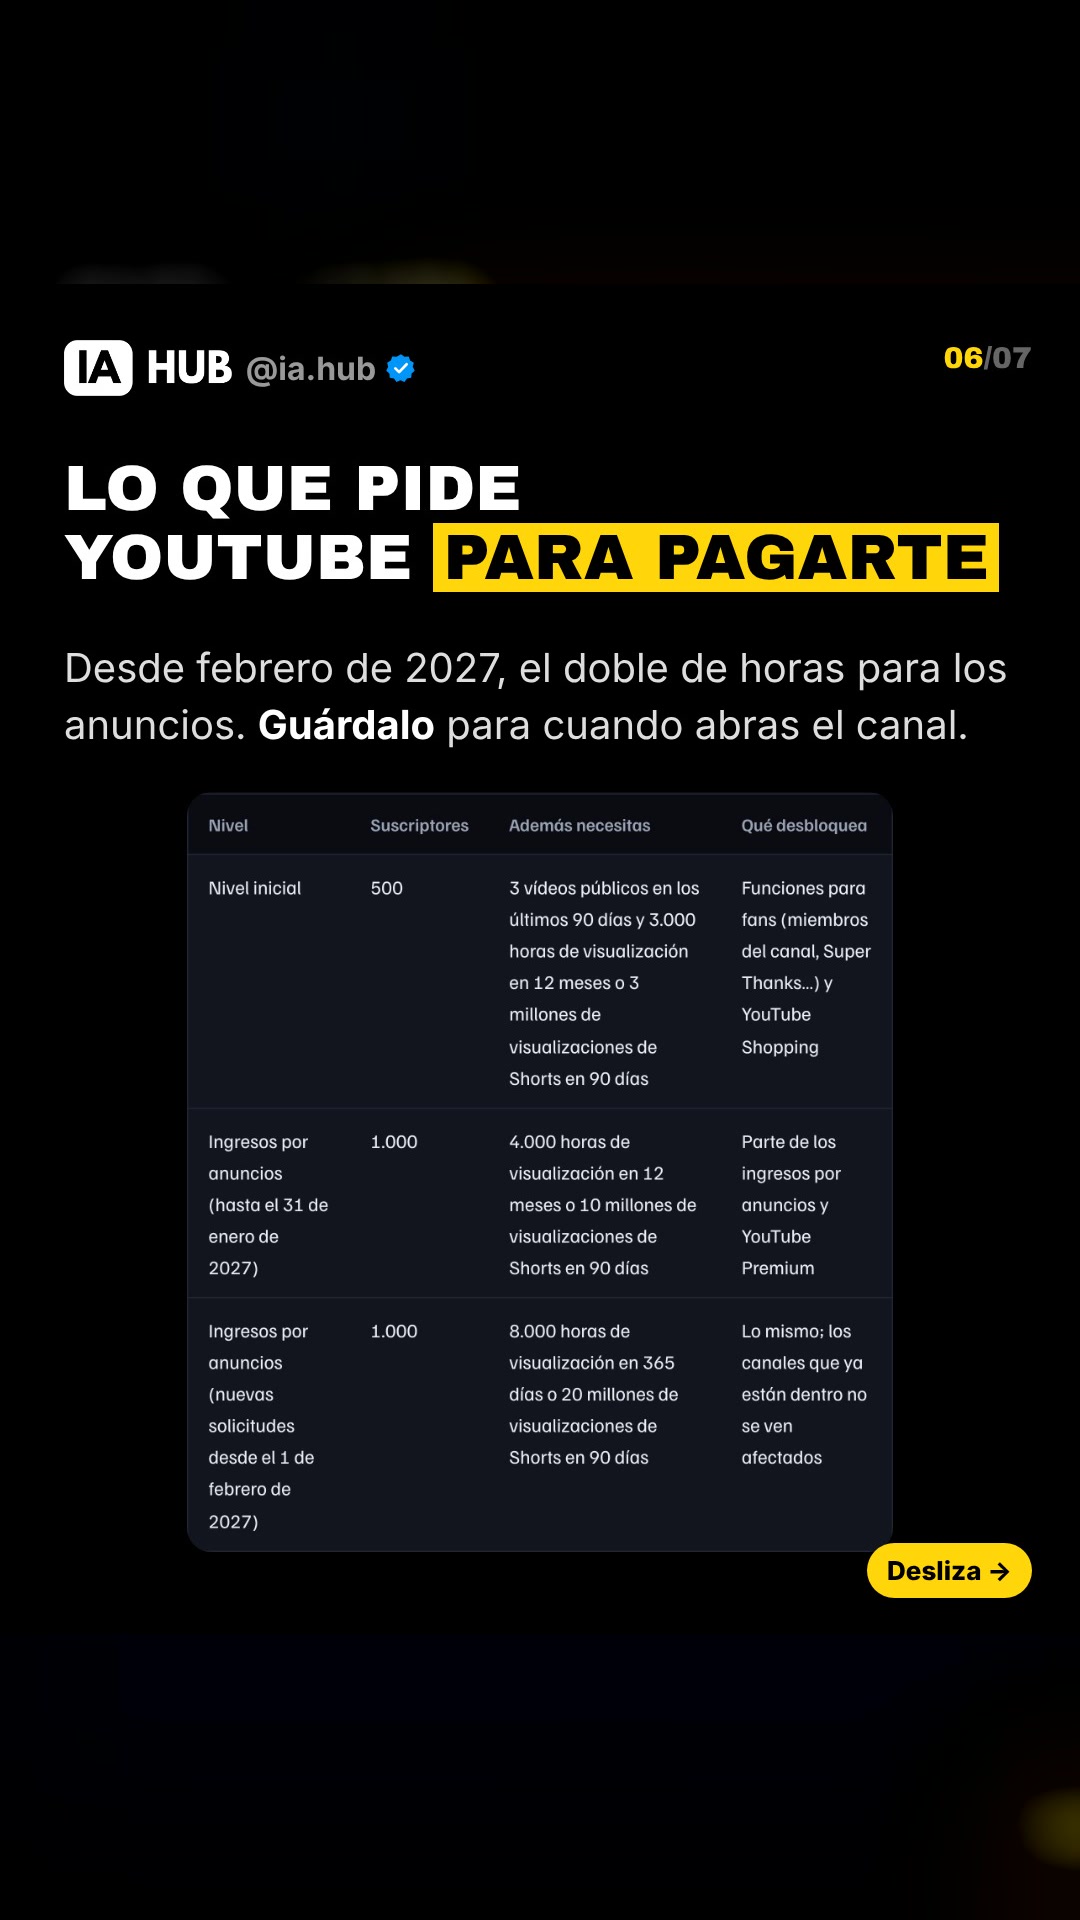 IA HUB @ia.hub
06/07
LO QUE PIDE
YOUTUBE PARA PAGARTE
Desde febrero de 2027, el doble de horas para los
anuncios. Guárdalo para cuando abras el canal.
Nivel Suscriptores Además necesitas Qué desbloquea
Nivel inicial
500
3 vídeos públicos en los
últimos 90 días y 3.000
horas de visualización
en 12 meses o 3
millones de
visualizaciones de
Shorts en 90 días
Funciones para
fans (miembros
del canal, Super
Thanks...) y
YouTube
Shopping
Ingresos por
anuncios
(hasta el 31 de
enero de
2027)
1.000
4.000 horas de
visualización en 12
meses o 10 millones de
visualizaciones de
Shorts en 90 días
Parte de los
ingresos por
anuncios y
YouTube
Premium
Ingresos por
anuncios
(nuevas
solicitudes
desde el 1 de
febrero de
2027)
1.000
8.000 horas de
visualización en 365
días o 20 millones de
visualizaciones de
Shorts en 90 días
Lo mismo; los
canales que ya
están dentro no
se ven
afectados
Desliza →